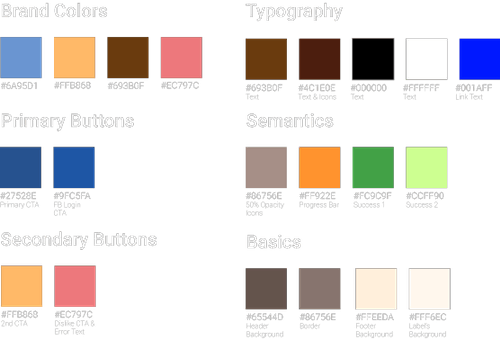 Brand Colors
#6A95D1 #FFB868 #693B0F #EC797C
Primary Buttons
#27528E #9FC5FA
Primary CTA FB Login
CTA
Secondary Buttons
#FFB868 #EC797C
2nd CTA Dislike CTA &
Error Text
Typography
#693B0F #4C1E0E #000000 #FFFFFF #001AFF
Text Text & Icons Text Text Link Text
Semantics
#86756E #FF922E #FC9C9F #CCFF90
50% Opacity Progress Bar Success 1 Success 2
Icons
Basics
#65544D #86756E #FFEEDA #FFF6EC
Header Border Footer Label's
Background Background Background